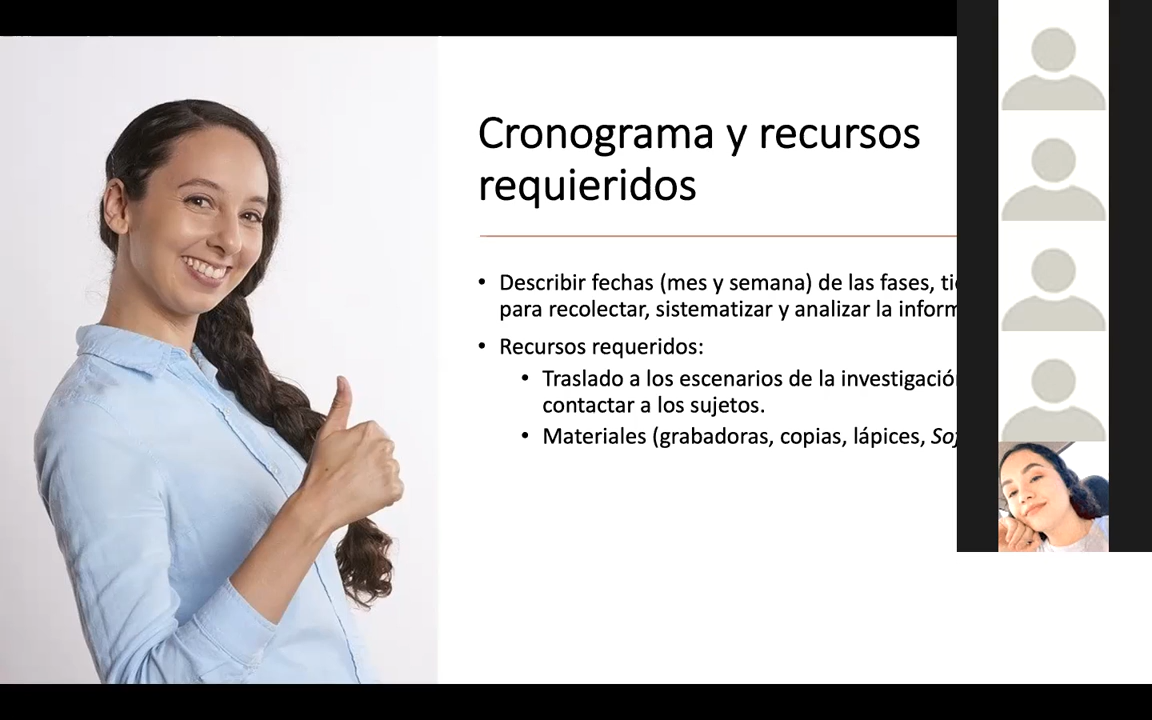 Cronograma y recursos
requieridos
• Describir fechas (mes y semana) de las fases,
para recolectar, sistematizar y analizar la
• Recursos requeridos:
• Traslado a los escenarios de la
contactar a los sujetos.
• Materiales (grabadoras, copias, lápices,